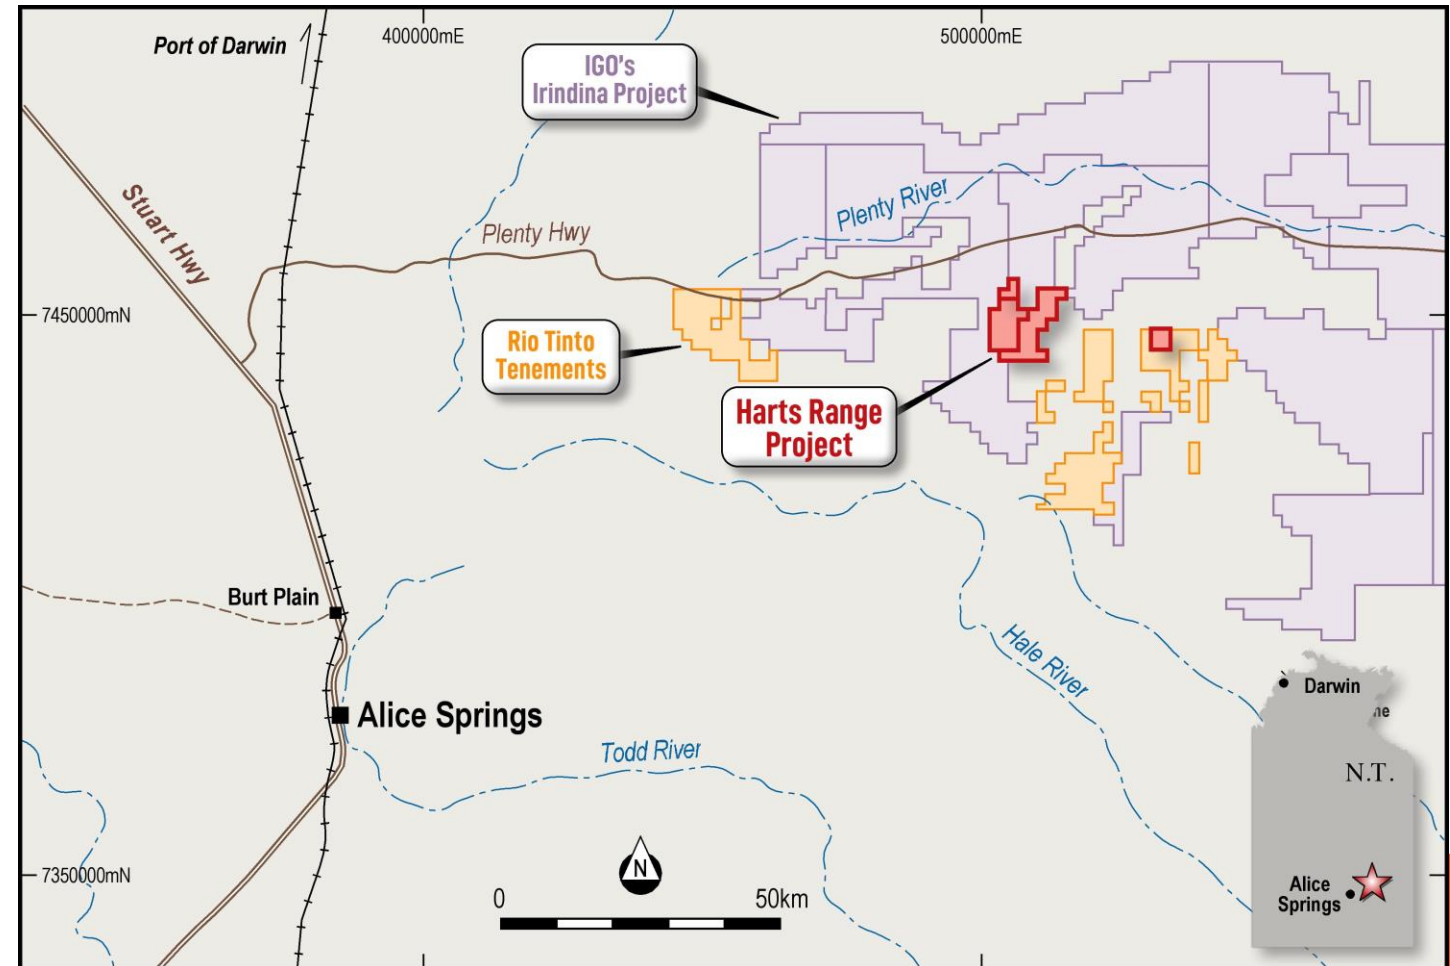 Port of Darwin
400000mE
500000mE
IGO's
Irindina Project
Stuart Hwy
Plenty River
Plenty Hwy
7450000mN
Rio Tinto
Tenements
Harts Range
Project
Burt Plain
Hale River
Alice Springs
Todd River
Darwin
N.T.
7350000mN
N
0
50km
Alice
Springs